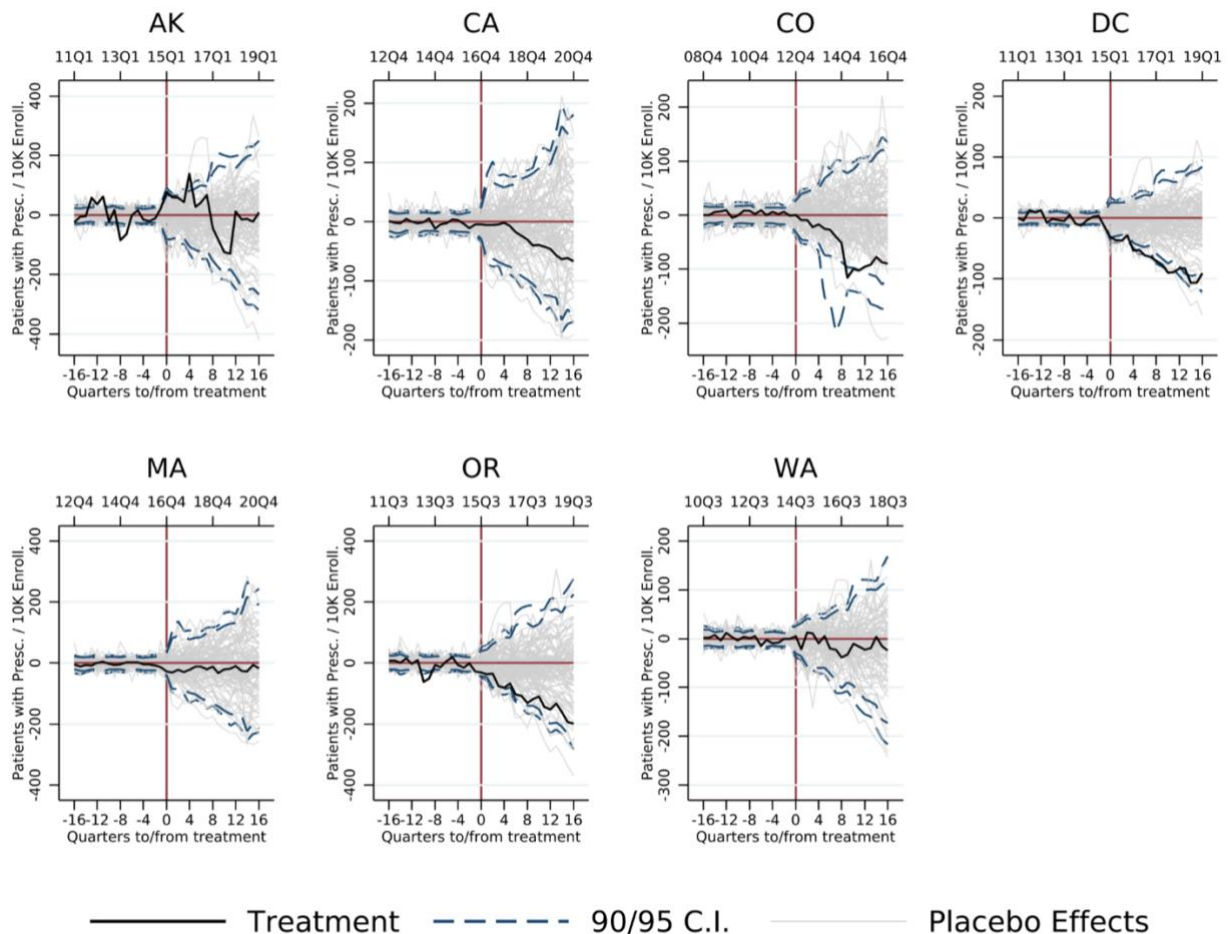 AK
11Q1 13Q1 15Q1 17Q1 19Q1
Patients with Presc. / 10K Enroll.
400
200
0
-200
-400
-16 -12 -8 -4 0 4 8 12 16
Quarters to/from treatment
CA
12Q4 14Q4 16Q4 18Q4 20Q4
Patients with Presc. / 10K Enroll.
200
100
0
-100
-200
-16 -12 -8 -4 0 4 8 12 16
Quarters to/from treatment
CO
08Q4 10Q4 12Q4 14Q4 16Q4
Patients with Presc. / 10K Enroll.
200
100
0
-100
-200
-16 -12 -8 -4 0 4 8 12 16
Quarters to/from treatment
DC
11Q1 13Q1 15Q1 17Q1 19Q1
Patients with Presc. / 10K Enroll.
200
100
0
-100
-200
-16 -12 -8 -4 0 4 8 12 16
Quarters to/from treatment
MA
12Q4 14Q4 16Q4 18Q4 20Q4
Patients with Presc. / 10K Enroll.
400
200
0
-200
-400
-16 -12 -8 -4 0 4 8 12 16
Quarters to/from treatment
OR
11Q3 13Q3 15Q3 17Q3 19Q3
Patients with Presc. / 10K Enroll.
400
200
0
-200
-400
-16 -12 -8 -4 0 4 8 12 16
Quarters to/from treatment
WA
10Q3 12Q3 14Q3 16Q3 18Q3
Patients with Presc. / 10K Enroll.
200
100
0
-100
-200
-300
-16 -12 -8 -4 0 4 8 12 16
Quarters to/from treatment
Treatment 90/95 C.I. Placebo Effects